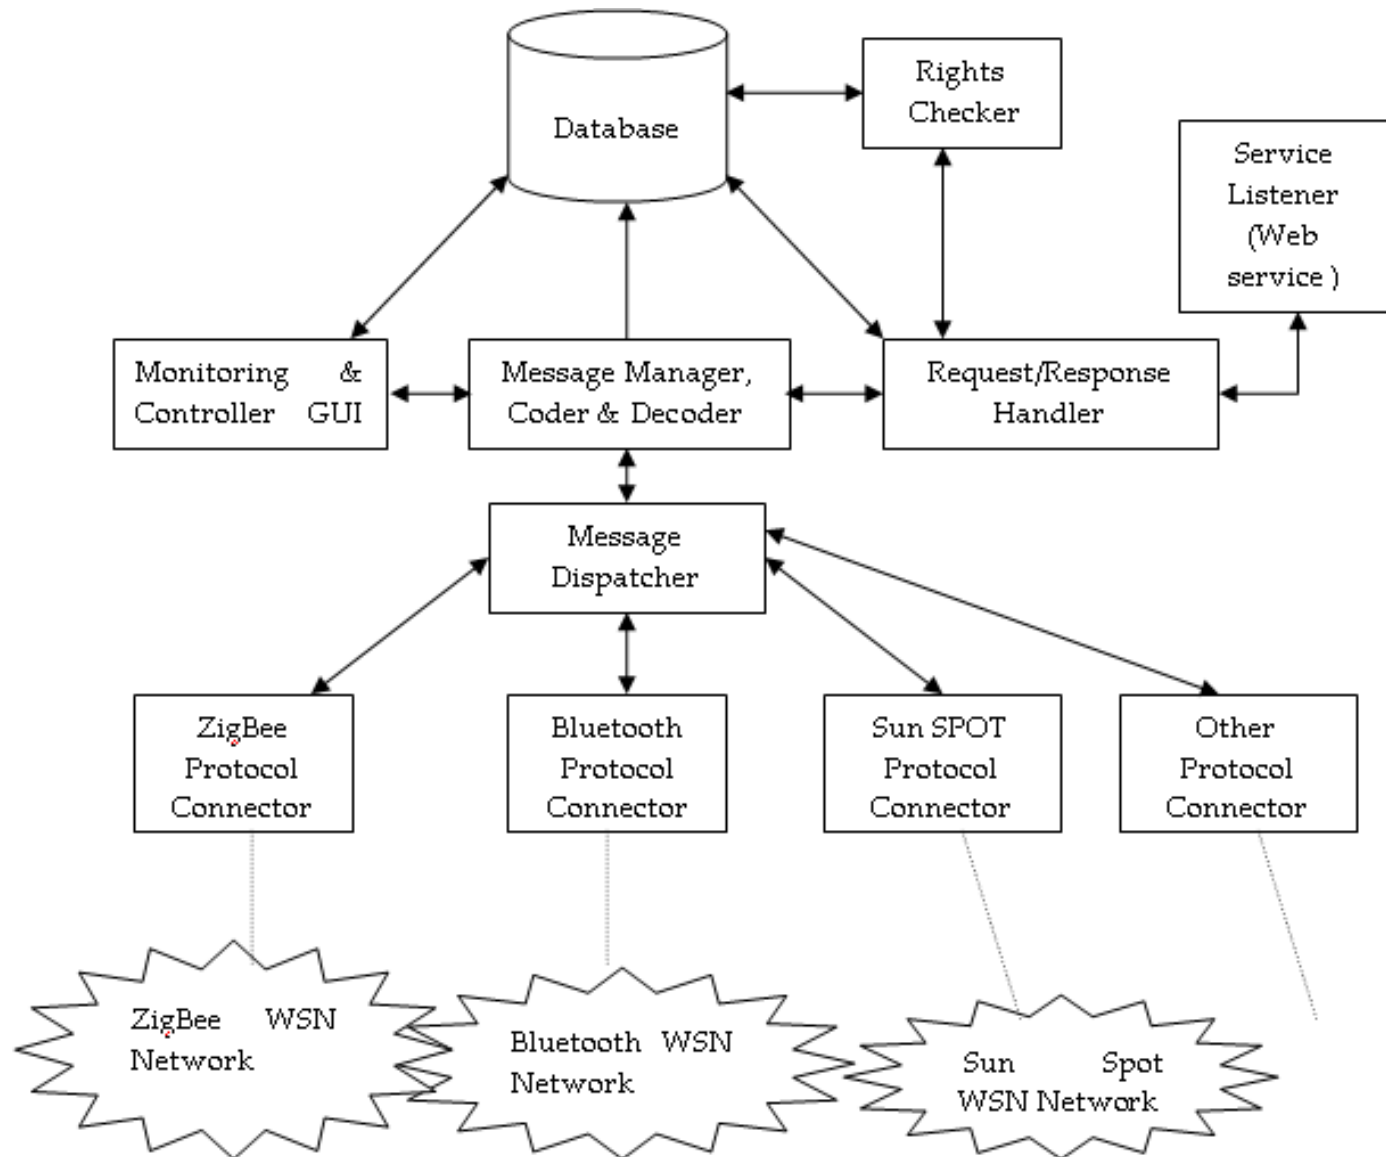 Database
Rights
Checker
Service
Listener
(Web
service )
Monitoring &
Controller GUI
Message Manager,
Coder & Decoder
Request/Response
Handler
Message
Dispatcher
ZigBee
Protocol
Connector
Bluetooth
Protocol
Connector
Sun SPOT
Protocol
Connector
Other
Protocol
Connector
ZigBee WSN
Network
Bluetooth WSN
Network
Sun Spot
WSN Network